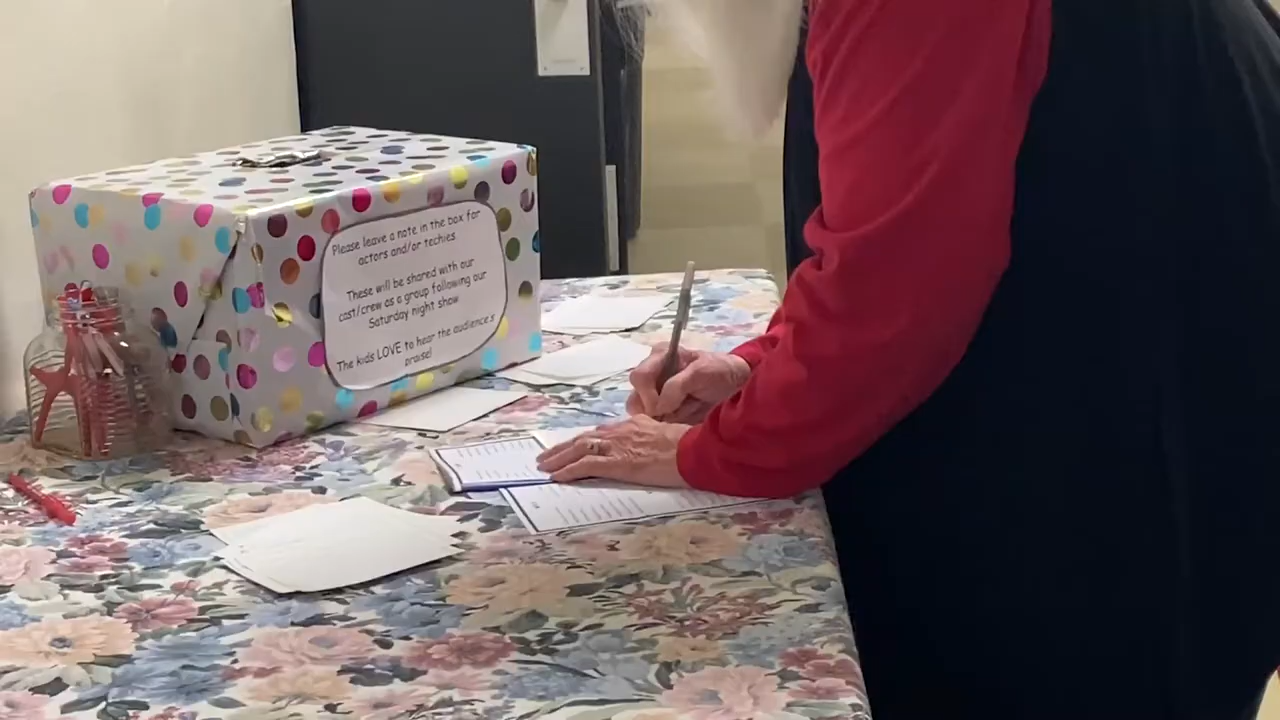 Please leave a note in the box for
actors and/or techies
These will be shared with our
cast/crew as a group following our
Saturday night show
The kids LOVE to hear the audience's
praise!